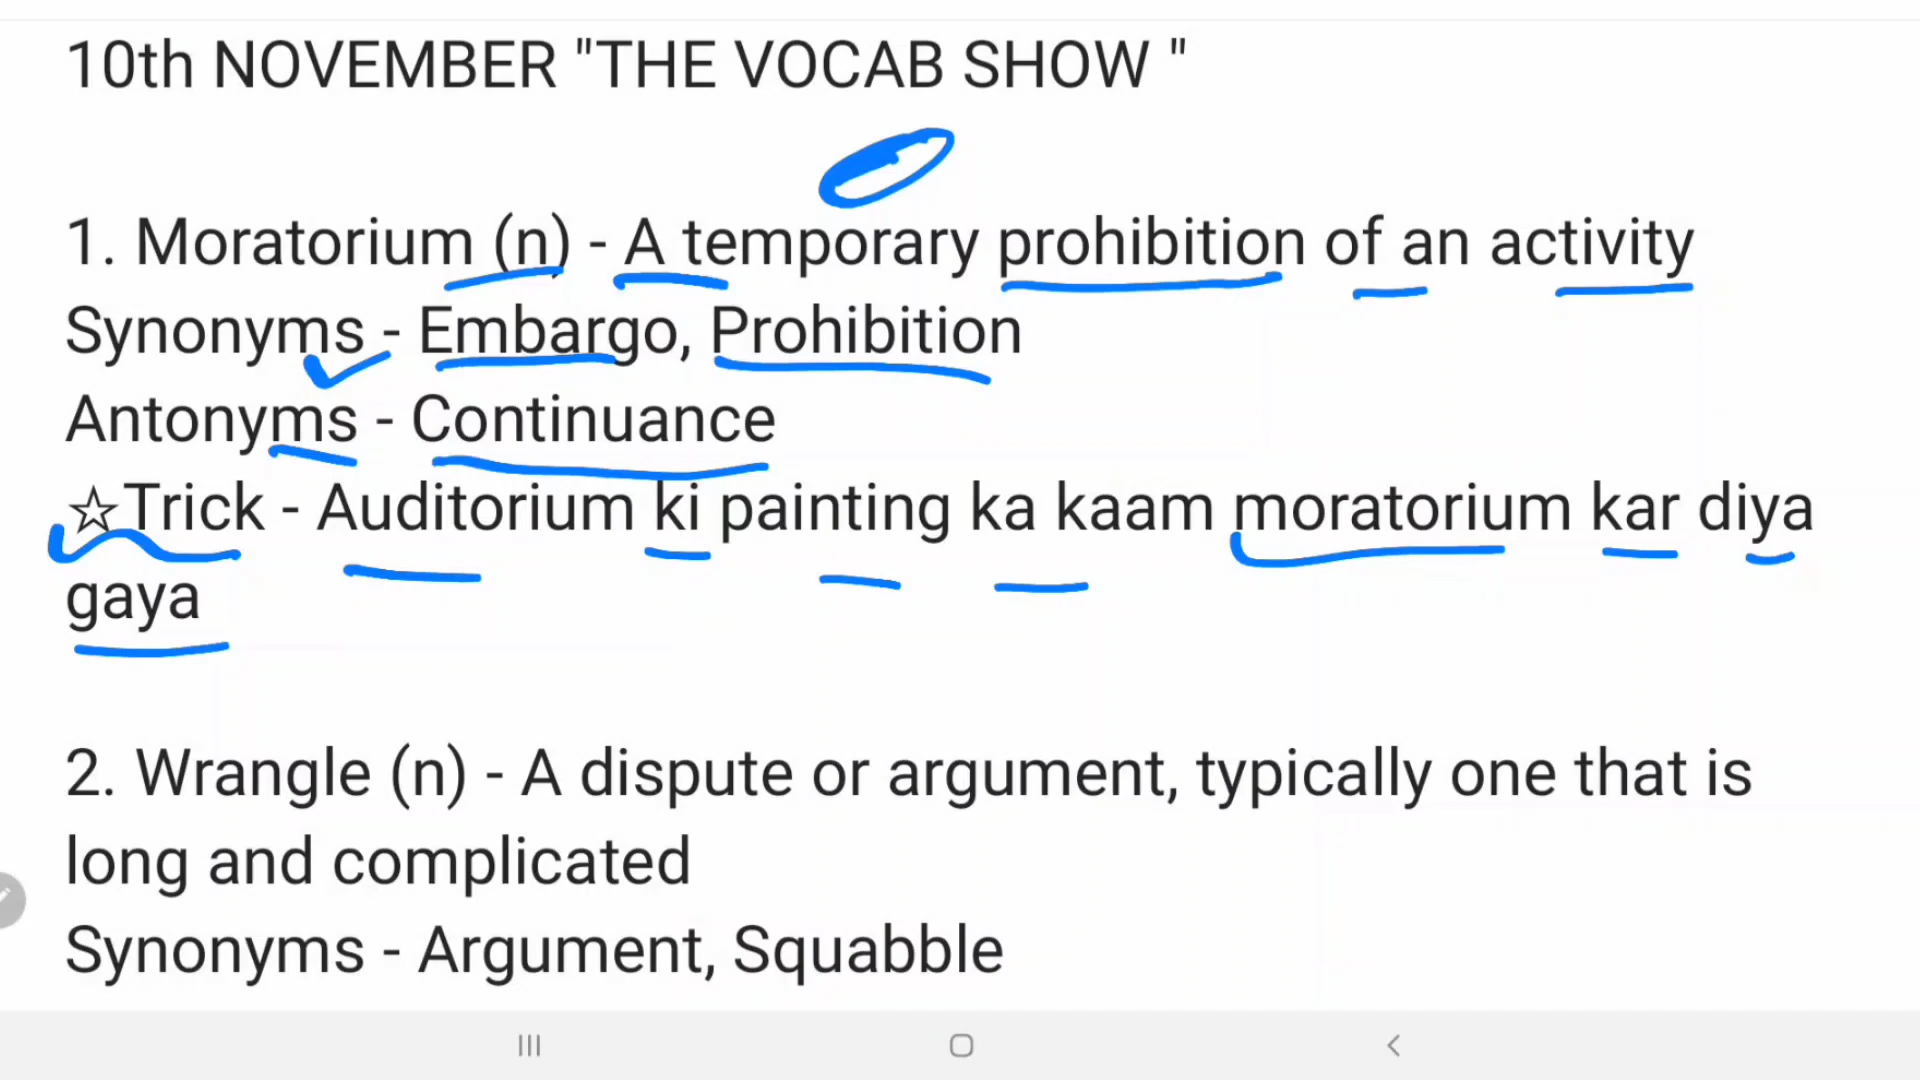 10th NOVEMBER "THE VOCAB SHOW "
1. Moratorium (n) - A temporary prohibition of an activity
Synonyms - Embargo, Prohibition
Antonyms - Continuance
☆Trick - Auditorium ki painting ka kaam moratorium kar diya
gaya
2. Wrangle (n) - A dispute or argument, typically one that is
long and complicated
Synonyms - Argument, Squabble